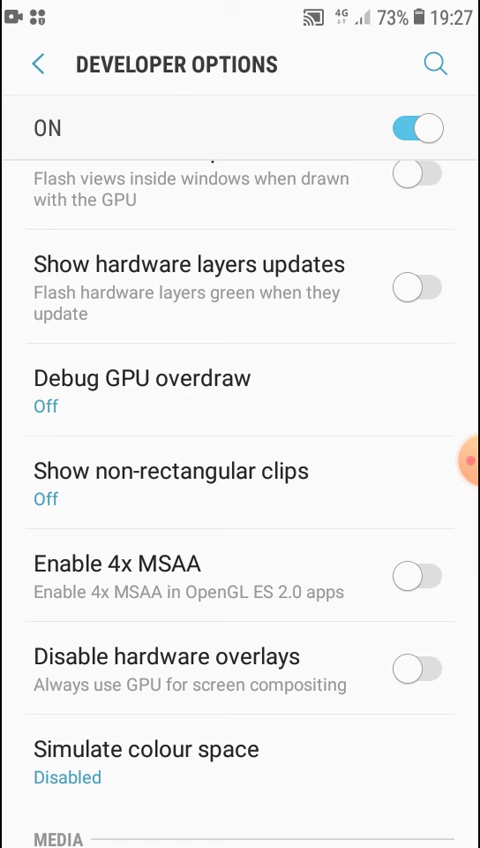 4G 73% 19:27
DEVELOPER OPTIONS
ON
Flash views inside windows when drawn
with the GPU
Show hardware layers updates
Flash hardware layers green when they
update
Debug GPU overdraw
Off
Show non-rectangular clips
Off
Enable 4x MSAA
Enable 4x MSAA in OpenGL ES 2.0 apps
Disable hardware overlays
Always use GPU for screen compositing
Simulate colour space
Disabled
MEDIA